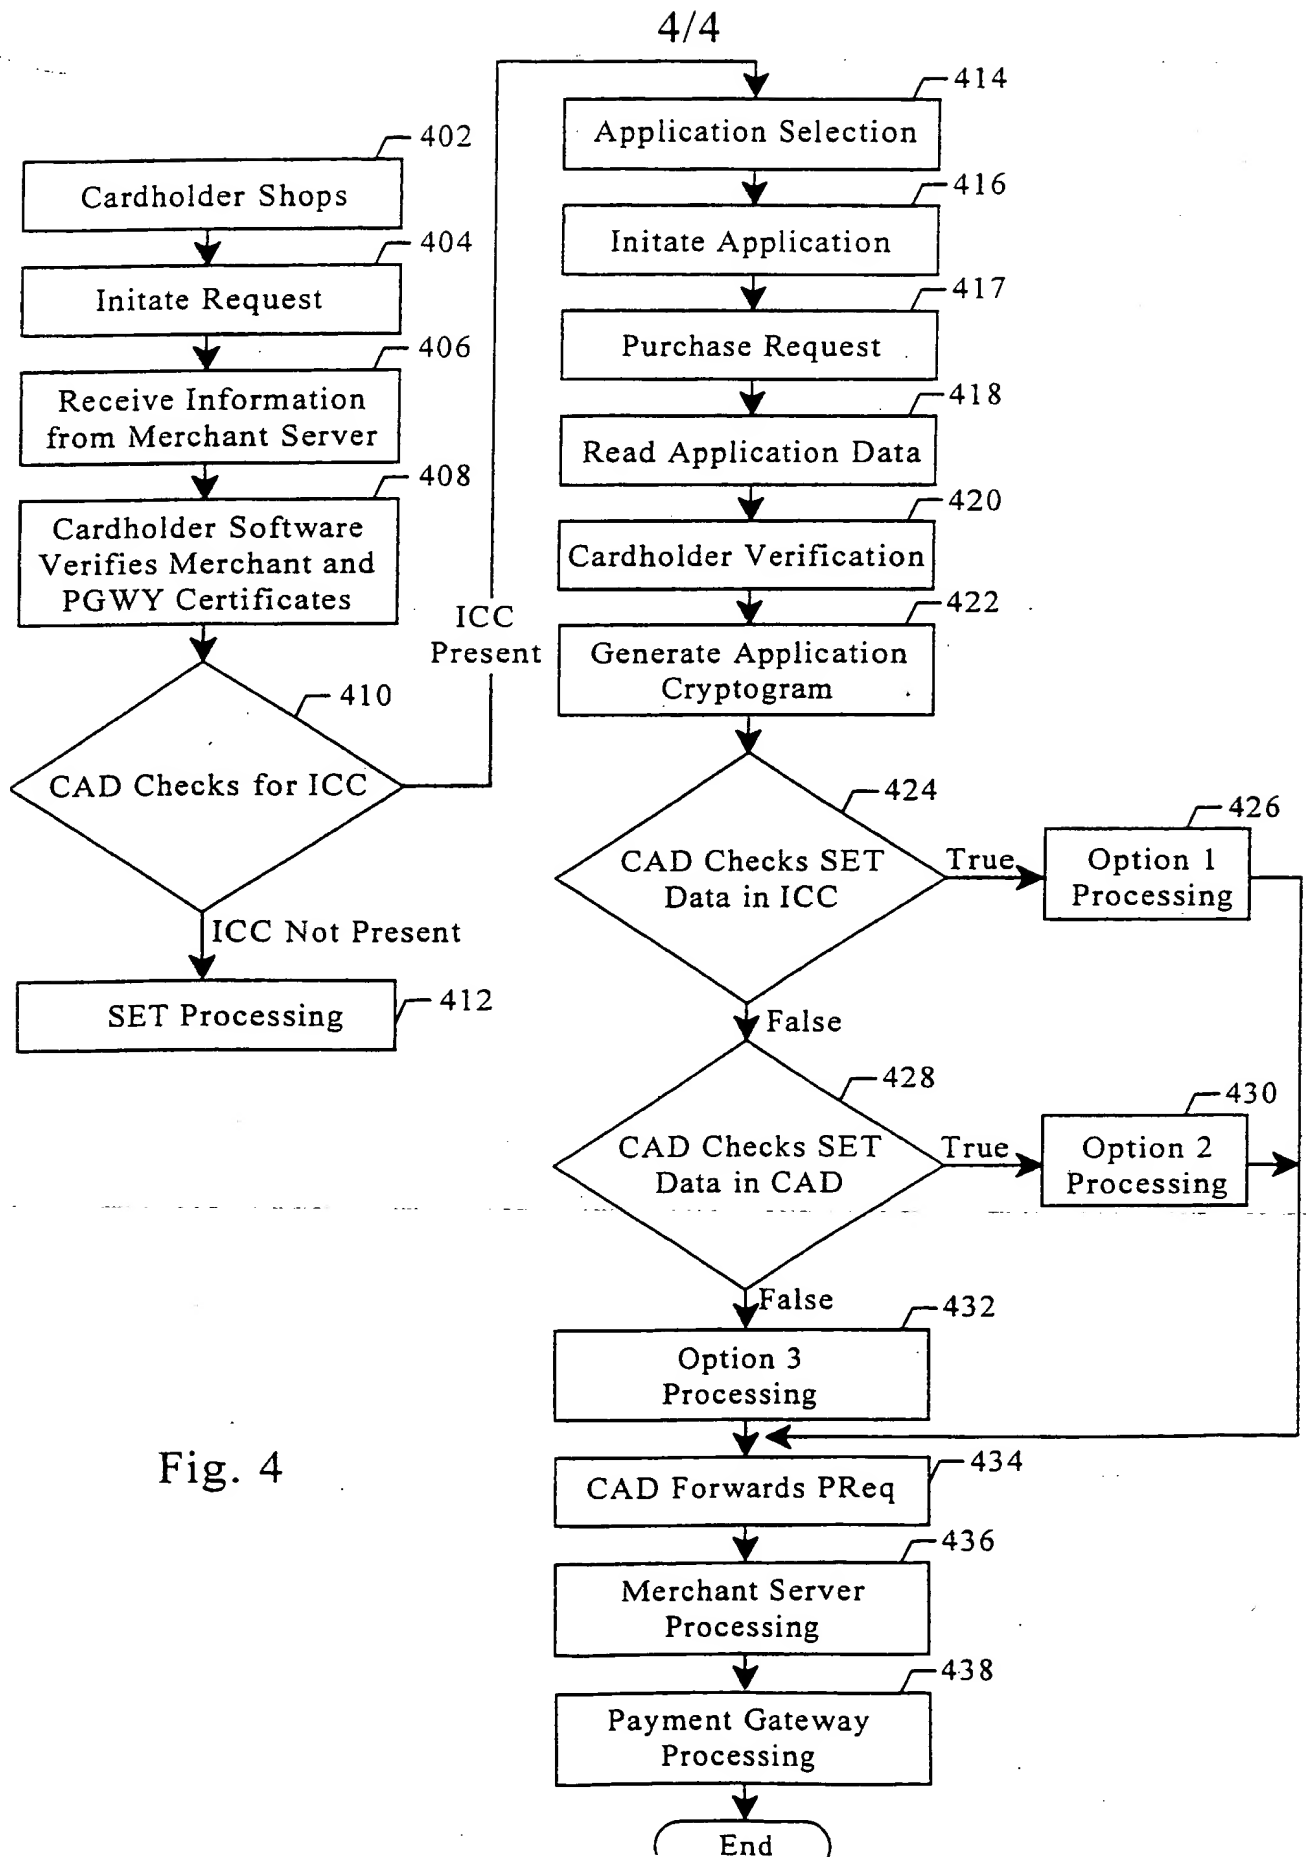 4/4
402
Cardholder Shops
404
Initate Request
406
Receive Information
from Merchant Server
408
Cardholder Software
Verifies Merchant and
PGWY Certificates
410
CAD Checks for ICC
ICC
Present
ICC Not Present
SET Processing
412
414
Application Selection
416
Initate Application
417
Purchase Request
418
Read Application Data
420
Cardholder Verification
422
Generate Application
Cryptogram
424
CAD Checks SET
Data in ICC
True
426
Option 1
Processing
False
428
CAD Checks SET
Data in CAD
True
430
Option 2
Processing
False
432
Option 3
Processing
434
CAD Forwards PReq
436
Merchant Server
Processing
438
Payment Gateway
Processing
End
Fig. 4